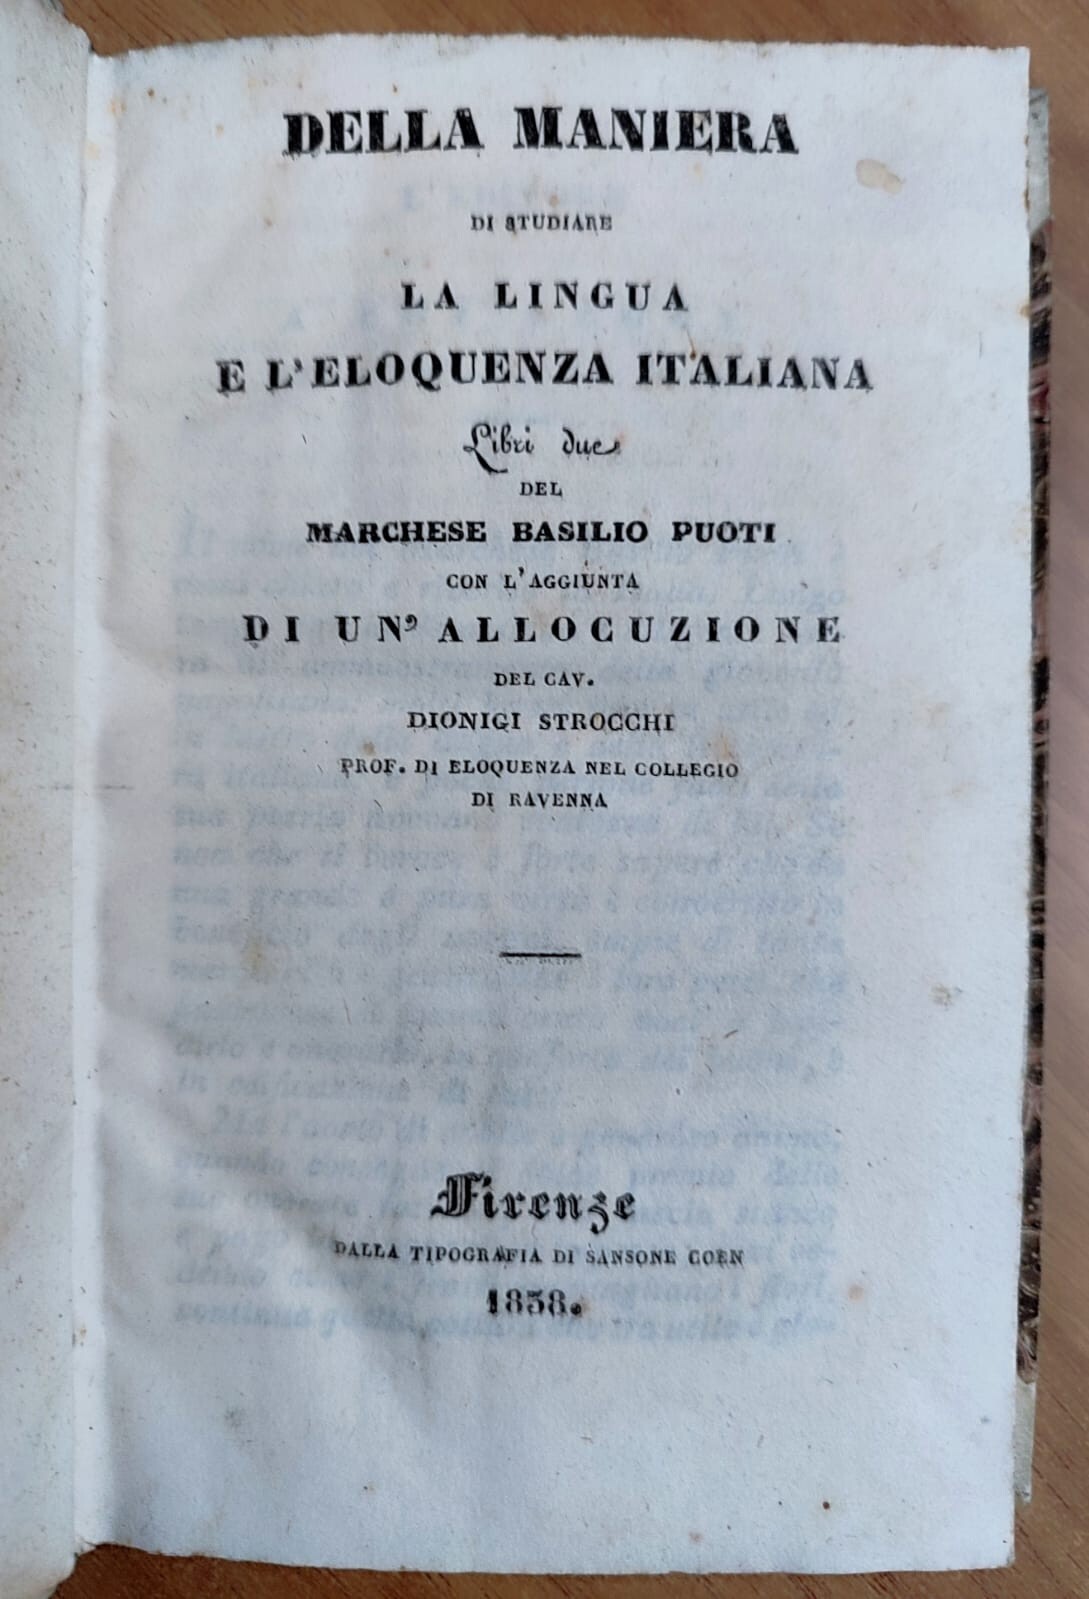 DELLA MANIERA
DI STUDIARE
LA LINGUA
E L'ELOQUENZA ITALIANA
Libri due
DEL
MARCHESE BASILIO PUOTI
CON L'AGGIUNTA
DI UN' ALLOCUZIONE
DEL CAV.
DIONIGI STROCCHI
PROF. DI ELOQUENZA NEL COLLEGIO
DI RAVENNA
Firenze
DALLA TIPOGRAFIA DI SANSONE COEN
1838.